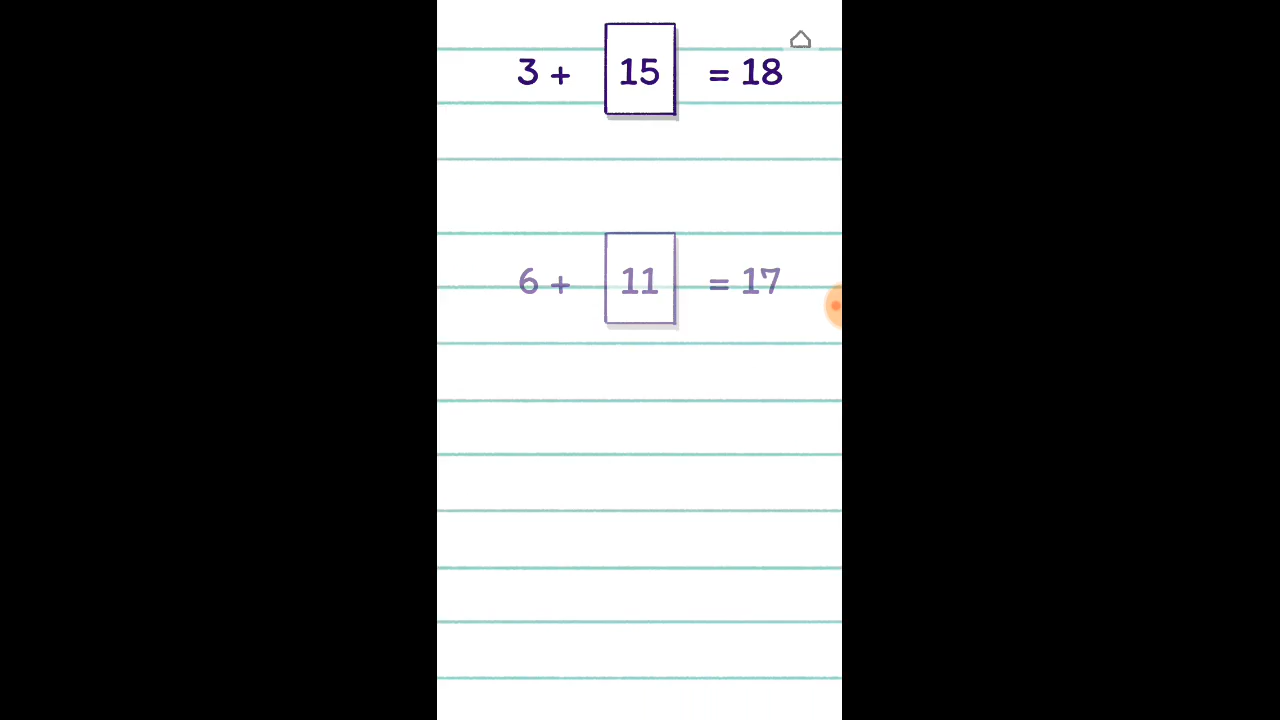 3 + 15 = 18
6 + 11 = 17